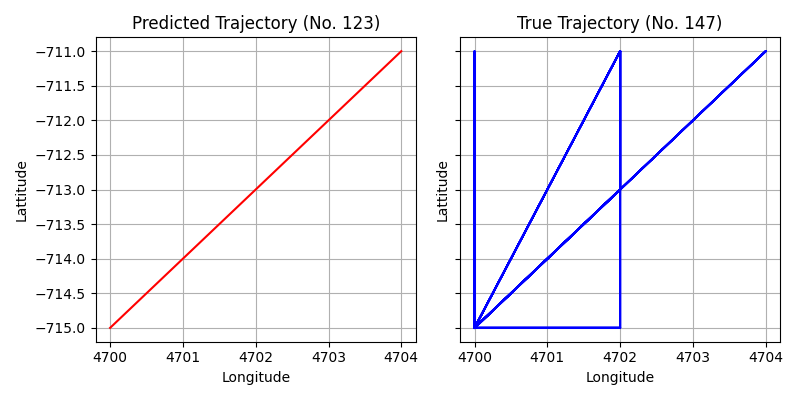 Predicted Trajectory (No. 123)
−711.0
−711.5
−712.0
−712.5
−713.0
−713.5
−714.0
−714.5
−715.0
Lattitude
4700 4701 4702 4703 4704
Longitude
True Trajectory (No. 147)
Lattitude
4700 4701 4702 4703 4704
Longitude